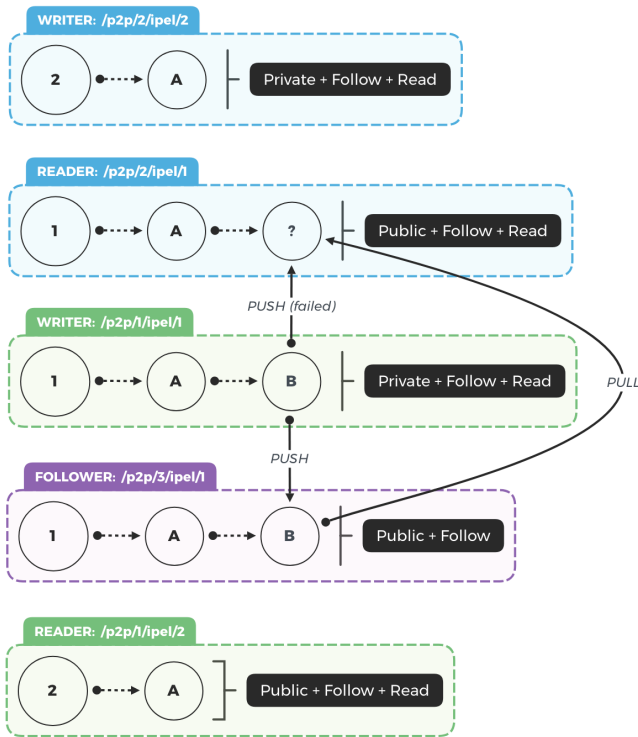 WRITER: /p2p/2/ipel/2
2
A
Private + Follow + Read
READER: /p2p/2/ipel/1
1
A
?
Public + Follow + Read
PUSH (failed)
WRITER: /p2p/1/ipel/1
1
A
B
Private + Follow + Read
PULL
PUSH
FOLLOWER: /p2p/3/ipel/1
1
A
B
Public + Follow
READER: /p2p/1/ipel/2
2
A
Public + Follow + Read